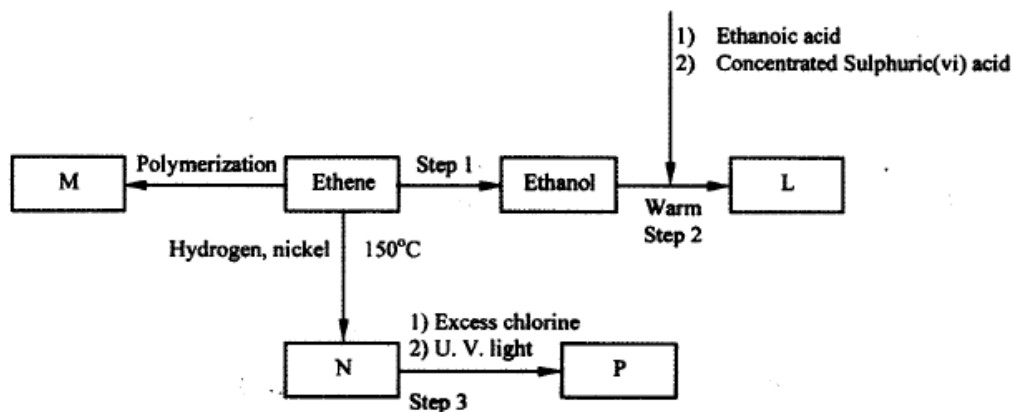 1) Ethanoic acid
2) Concentrated Sulphuric(vi) acid
M
Polymerization
Ethene
Step 1
Ethanol
L
Warm
Step 2
Hydrogen, nickel
150°C
1) Excess chlorine
2) U. V. light
N
P
Step 3